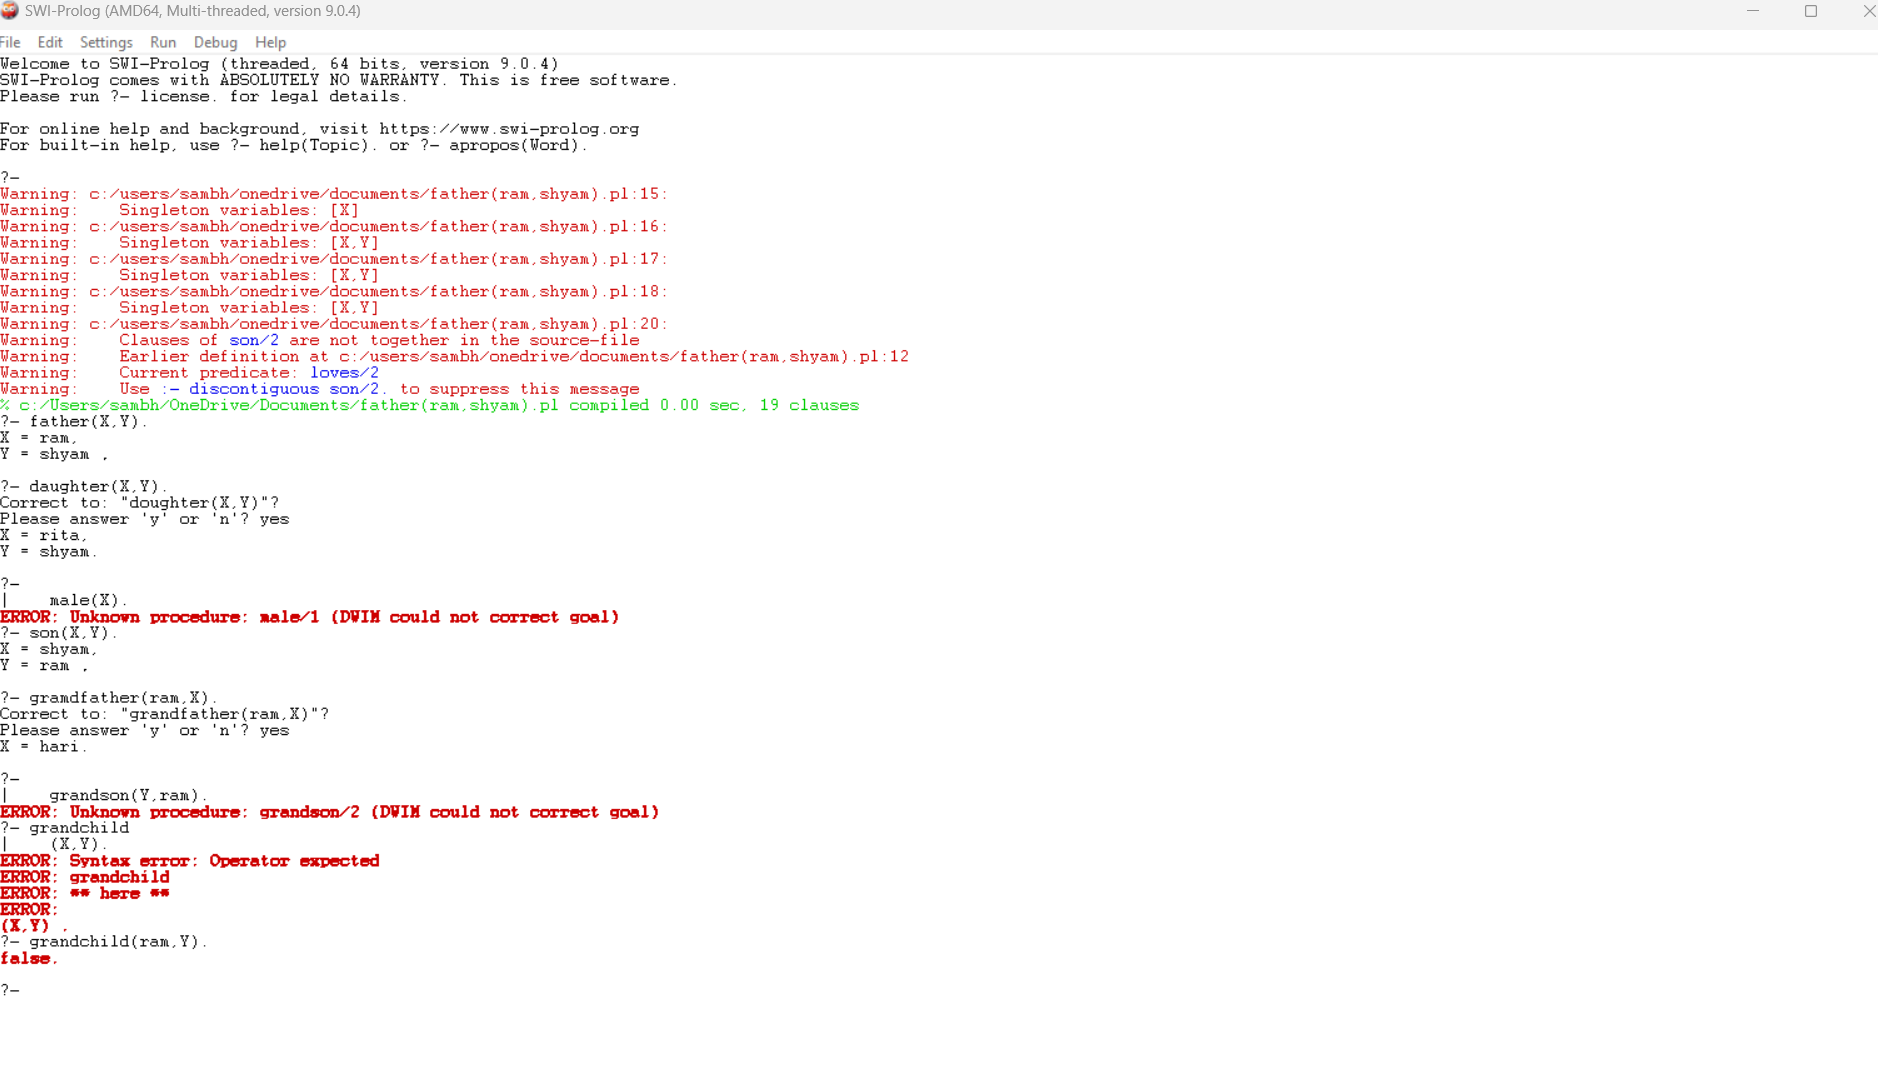 SWI-Prolog (AMD64, Multi-threaded, version 9.0.4)
File Edit Settings Run Debug Help
Welcome to SWI-Prolog (threaded, 64 bits, version 9.0.4)
SWI-Prolog comes with ABSOLUTELY NO WARRANTY. This is free software.
Please run ?- license. for legal details.
For online help and background, visit https://www.swi-prolog.org
For built-in help, use ?- help(Topic). or ?- apropos(Word).
?-
Warning: c:/users/sambh/onedrive/documents/father(ram,shyam).pl:15:
Warning:    Singleton variables: [X]
Warning: c:/users/sambh/onedrive/documents/father(ram,shyam).pl:16:
Warning:    Singleton variables: [X,Y]
Warning: c:/users/sambh/onedrive/documents/father(ram,shyam).pl:17:
Warning:    Singleton variables: [X,Y]
Warning: c:/users/sambh/onedrive/documents/father(ram,shyam).pl:18:
Warning:    Singleton variables: [X,Y]
Warning: c:/users/sambh/onedrive/documents/father(ram,shyam).pl:20:
Warning:    Clauses of son/2 are not together in the source-file
Warning:    Earlier definition at c:/users/sambh/onedrive/documents/father(ram,shyam).pl:12
Warning:    Current predicate: loves/2
Warning:    Use :- discontiguous son/2. to suppress this message
% c:/Users/sambh/OneDrive/Documents/father(ram,shyam).pl compiled 0.00 sec, 19 clauses
?- father(X,Y).
X = ram,
Y = shyam .
?- daughter(X,Y).
Correct to: "doughter(X,Y)"?
Please answer 'y' or 'n'? yes
X = rita,
Y = shyam.
?-
|    male(X).
ERROR: Unknown procedure: male/1 (DWIM could not correct goal)
?- son(X,Y).
X = shyam,
Y = ram .
?- gramdfather(ram,X).
Correct to: "grandfather(ram,X)"?
Please answer 'y' or 'n'? yes
X = hari.
?-
|    grandson(Y,ram).
ERROR: Unknown procedure: grandson/2 (DWIM could not correct goal)
?- grandchild
|    (X,Y).
ERROR: Syntax error: Operator expected
ERROR: grandchild
ERROR: ** here **
ERROR:
(X,Y) .
?- grandchild(ram,Y).
false.
?-